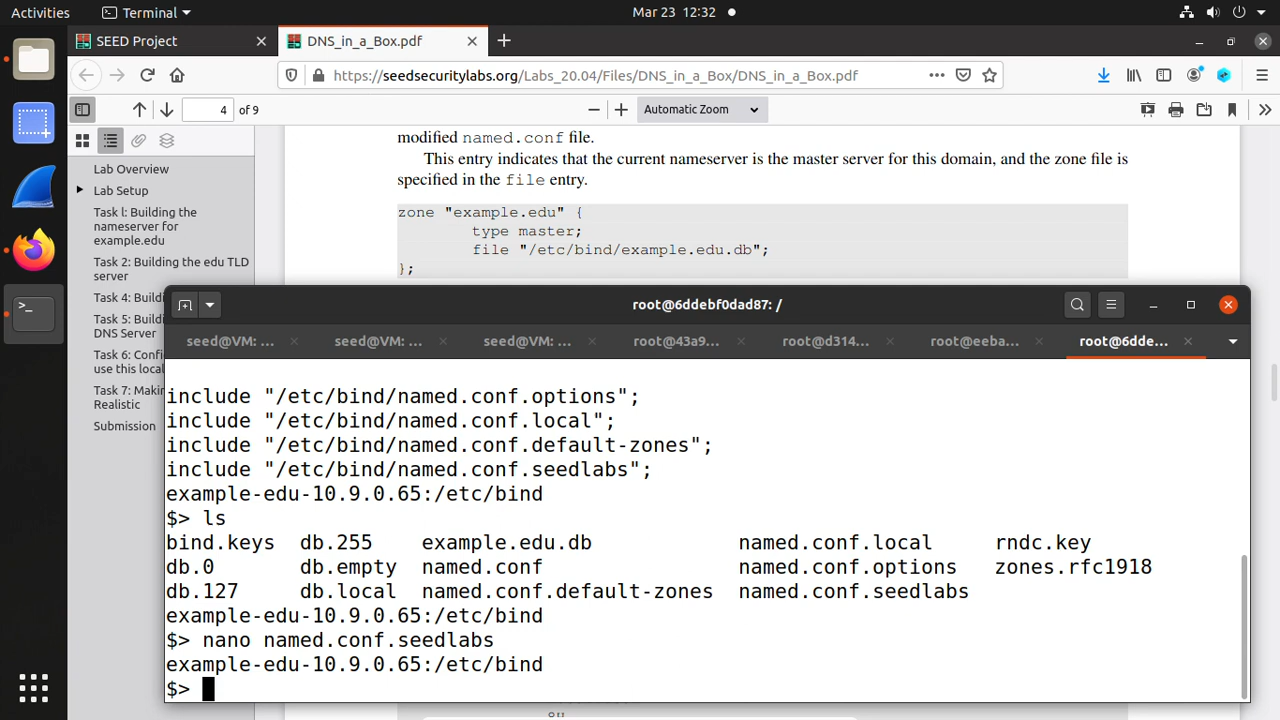 Activities
Terminal
Mar 23 12:32
SEED Project
DNS_in_a_Box.pdf
https://seedsecuritylabs.org/Labs_20.04/Files/DNS_in_a_Box/DNS_in_a_Box.pdf
4 of 9
Automatic Zoom
Lab Overview
Lab Setup
Task l: Building the
nameserver for
example.edu
Task 2: Building the edu TLD
server
Task 4: Buildi
Task 5: Buildi
DNS Server
Task 6: Confi
use this local
Task 7: Makin
Realistic
Submission
modified named.conf file.
This entry indicates that the current nameserver is the master server for this domain, and the zone file is
specified in the file entry.
zone "example.edu" {
type master;
file "/etc/bind/example.edu.db";
};
root@6ddebf0dad87: /
seed@VM: ...
seed@VM: ...
seed@VM: ...
root@43a9...
root@d314...
root@eeba...
root@6dde...
include "/etc/bind/named.conf.options";
include "/etc/bind/named.conf.local";
include "/etc/bind/named.conf.default-zones";
include "/etc/bind/named.conf.seedlabs";
example-edu-10.9.0.65:/etc/bind
$> ls
bind.keys db.255 example.edu.db named.conf.local rndc.key
db.0 db.empty named.conf named.conf.options zones.rfc1918
db.127 db.local named.conf.default-zones named.conf.seedlabs
example-edu-10.9.0.65:/etc/bind
$> nano named.conf.seedlabs
example-edu-10.9.0.65:/etc/bind
$>